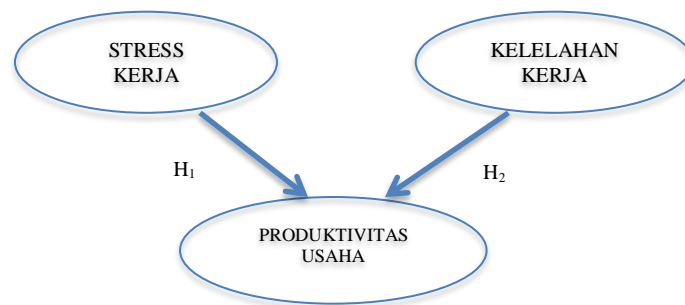 STRESS
KERJA
KELELAHAN
KERJA
H₁
H₂
PRODUKTIVITAS
USAHA